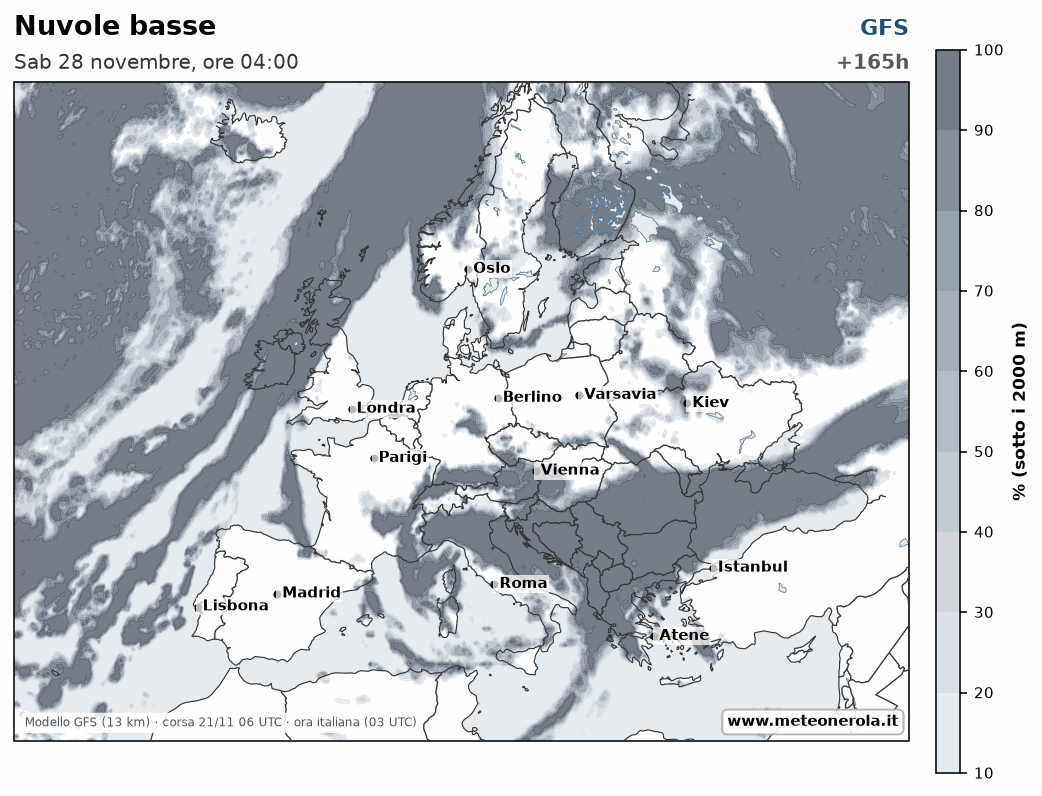 Nuvole basse
GFS
Sab 28 novembre, ore 04:00
+165h
100
90
80
70
60
50
40
30
20
10
% (sotto i 2000 m)
Oslo
Londra
Berlino
Varsavia
Kiev
Parigi
Vienna
Istanbul
Roma
Madrid
Lisbona
Atene
Modello GFS (13 km) · corsa 21/11 06 UTC · ora italiana (03 UTC)
www.meteonerola.it